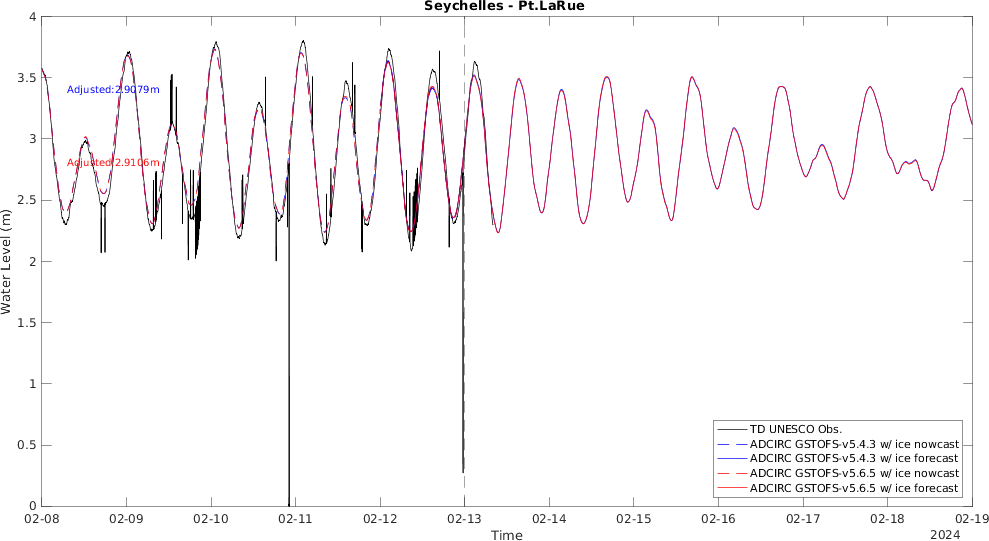 Seychelles - Pt.LaRue
4
3.5
3
2.5
2
1.5
1
0.5
0
Water Level (m)
Adjusted:2.9079m
Adjusted:2.9106m
TD UNESCO Obs.
ADCIRC GSTOFS-v5.4.3 w/ ice nowcast
ADCIRC GSTOFS-v5.4.3 w/ ice forecast
ADCIRC GSTOFS-v5.6.5 w/ ice nowcast
ADCIRC GSTOFS-v5.6.5 w/ ice forecast
02-08 02-09 02-10 02-11 02-12 02-13 02-14 02-15 02-16 02-17 02-18 02-19
Time
2024